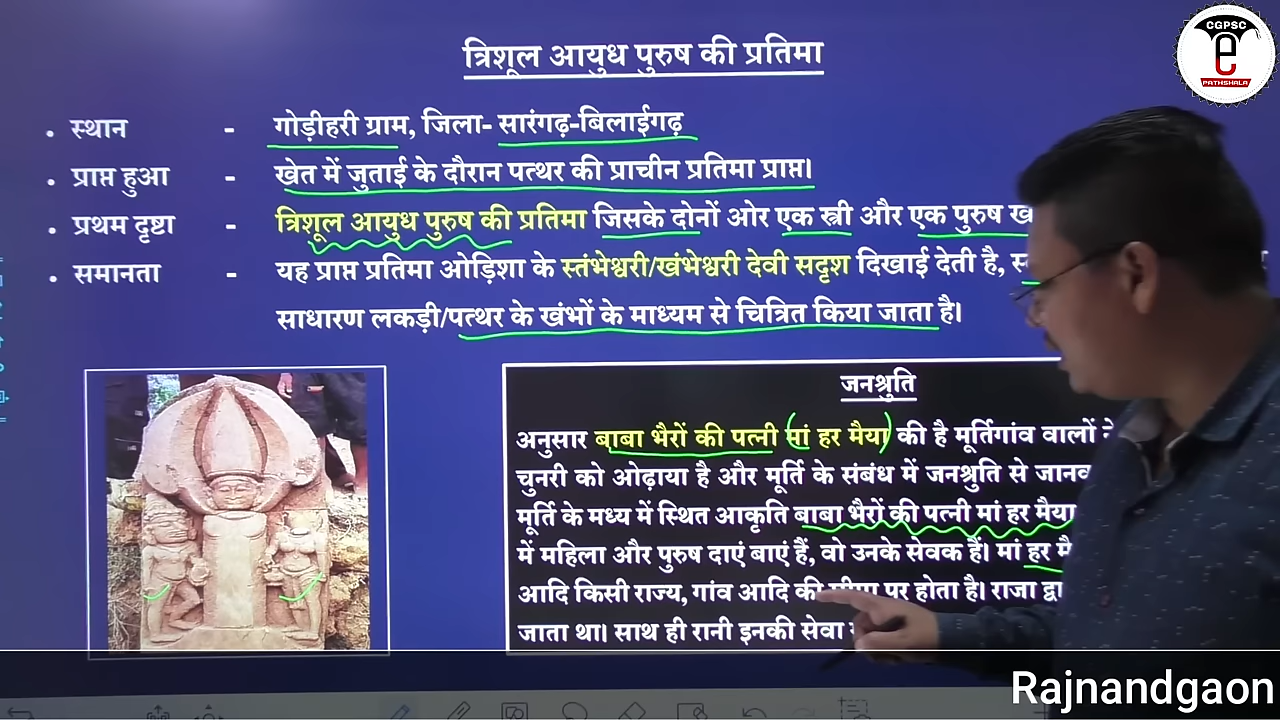 CGPSC
e
PATHSHALA
त्रिशूल आयुध पुरुष की प्रतिमा
• स्थान - गोड़ीहरी ग्राम, जिला- सारंगढ़-बिलाईगढ़
• प्राप्त हुआ - खेत में जुताई के दौरान पत्थर की प्राचीन प्रतिमा प्राप्त।
• प्रथम दृष्टा - त्रिशूल आयुध पुरुष की प्रतिमा जिसके दोनों ओर एक स्त्री और एक पुरुष
• समानता - यह प्राप्त प्रतिमा ओड़िशा के स्तंभेश्वरी/खंभेश्वरी देवी सदृश दिखाई देती है,
साधारण लकड़ी/पत्थर के खंभों के माध्यम से चित्रित किया जाता है।
जनश्रुति
अनुसार बाबा भैरों की पत्नी (मां हर मैया) की है मूर्तिगांव वालों
चुनरी को ओढ़ाया है और मूर्ति के संबंध में जनश्रुति से
मूर्ति के मध्य में स्थित आकृति बाबा भैरों की पत्नी मां हर मैया
में महिला और पुरुष दाएं बाएं हैं, वो उनके सेवक हैं। मां हर
आदि किसी राज्य, गांव आदि की सीमा पर होता है। राजा
जाता था। साथ ही रानी इनकी सेवा
Rajnandgaon